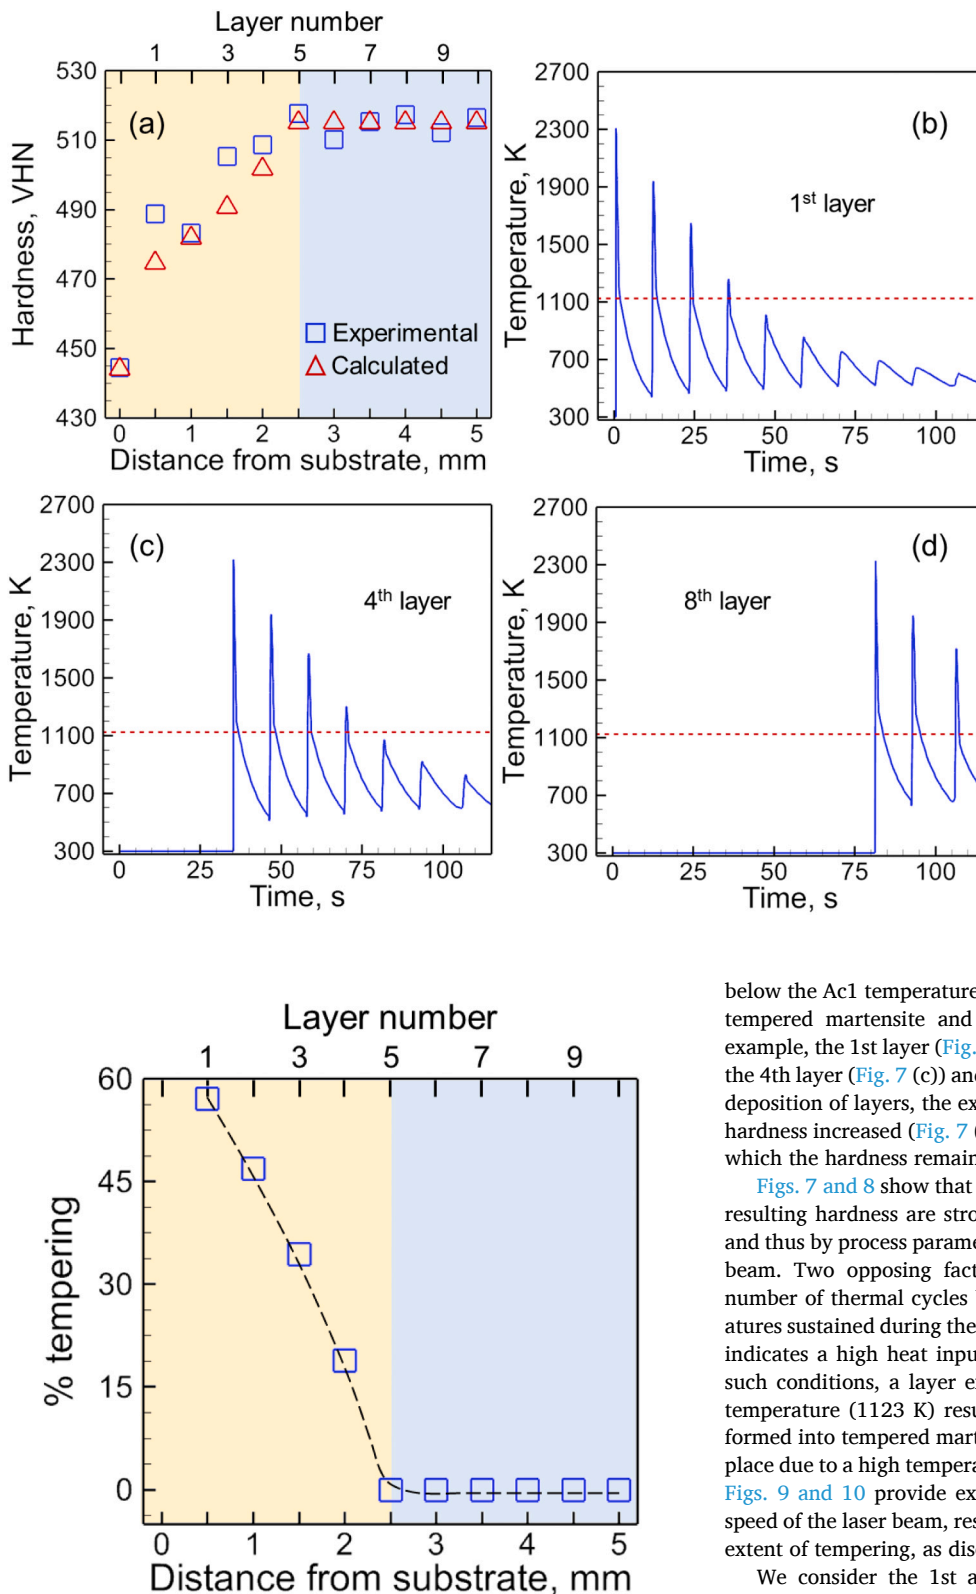 Layer number
1 3 5 7 9
530
510
490
470
450
430
Hardness, VHN
(a)
Experimental
Calculated
0 1 2 3 4 5
Distance from substrate, mm
2700
2300
1900
1500
1100
700
300
Temperature, K
(b)
1st layer
0 25 50 75 100
Time, s
2700
2300
1900
1500
1100
700
300
Temperature, K
(c)
4th layer
0 25 50 75 100
Time, s
2700
2300
1900
1500
1100
700
300
Temperature, K
(d)
8th layer
0 25 50 75 100
Time, s
Layer number
1 3 5 7 9
60
45
30
15
0
% tempering
0 1 2 3 4 5
Distance from substrate, mm
below the Ac1 temperature
tempered martensite and
example, the 1st layer (Fig.
the 4th layer (Fig. 7 (c)) and
deposition of layers, the ex
hardness increased (Fig. 7 (
which the hardness remain
Figs. 7 and 8 show that
resulting hardness are stro
and thus by process parame
beam. Two opposing fact
number of thermal cycles
atures sustained during the
indicates a high heat inpu
such conditions, a layer e
temperature (1123 K) resu
formed into tempered mart
place due to a high tempera
Figs. 9 and 10 provide ex
speed of the laser beam, res
extent of tempering, as dis
We consider the 1st a